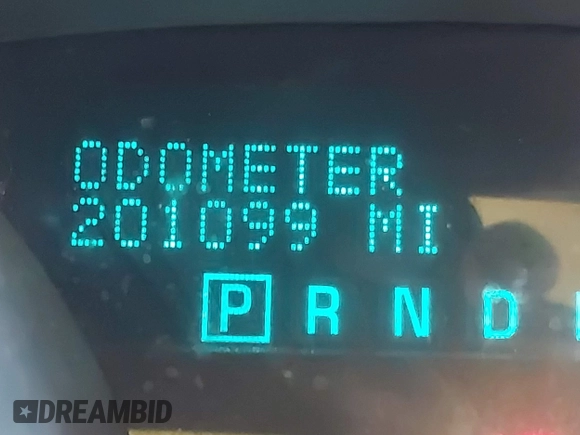 ODOMETER
201099 MI
P R N D
DREAMBID